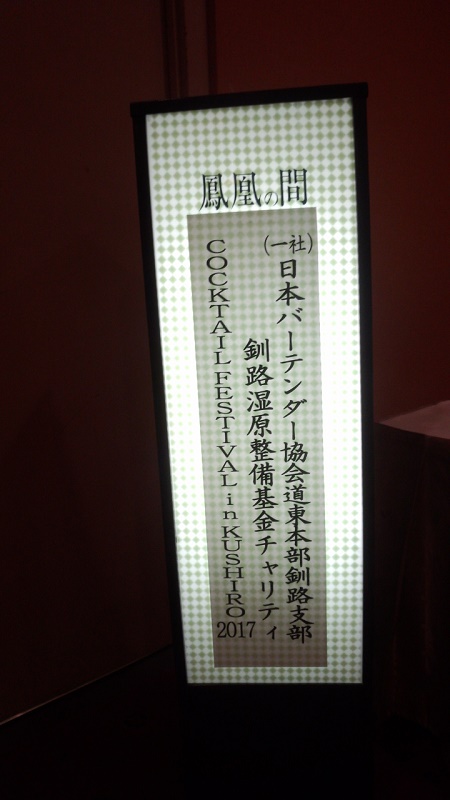 鳳凰の間
(一社)日本バーテンダー協会道東本部釧路支部
釧路湿原整備基金チャリティ
COCKTAIL FESTIVAL in KUSHIRO 2017